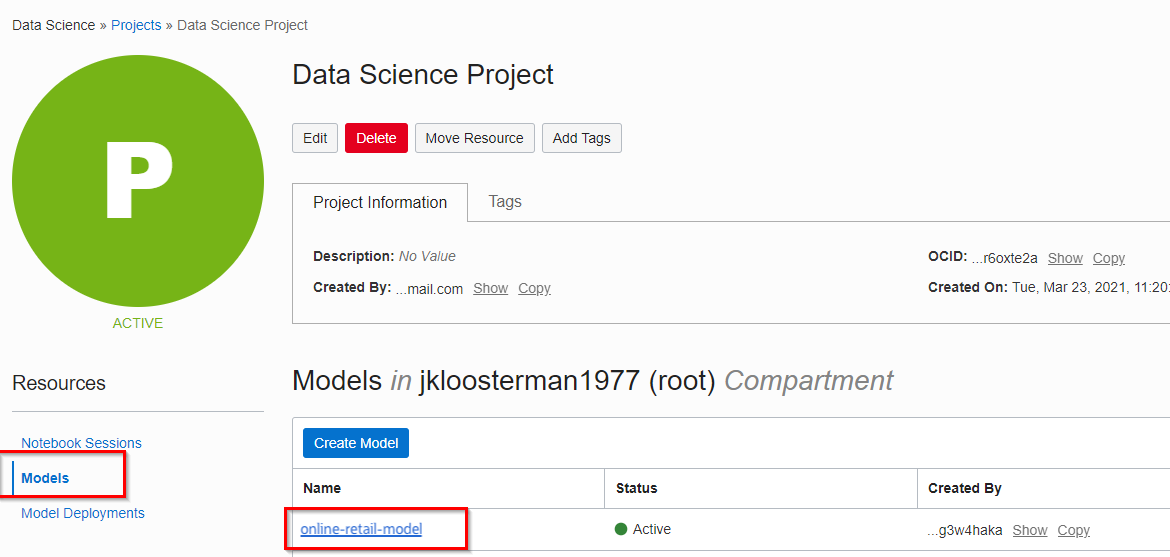 Data Science » Projects » Data Science Project
P
ACTIVE
Data Science Project
Edit Delete Move Resource Add Tags
Project Information Tags
Description: No Value
OCID: ...r6oxte2a Show Copy
Created By: ...mail.com Show Copy
Created On: Tue, Mar 23, 2021, 11:20:
Resources
Notebook Sessions
Models
Model Deployments
Models in jkloosterman1977 (root) Compartment
Create Model
Name Status Created By
online-retail-model Active ...g3w4haka Show Copy